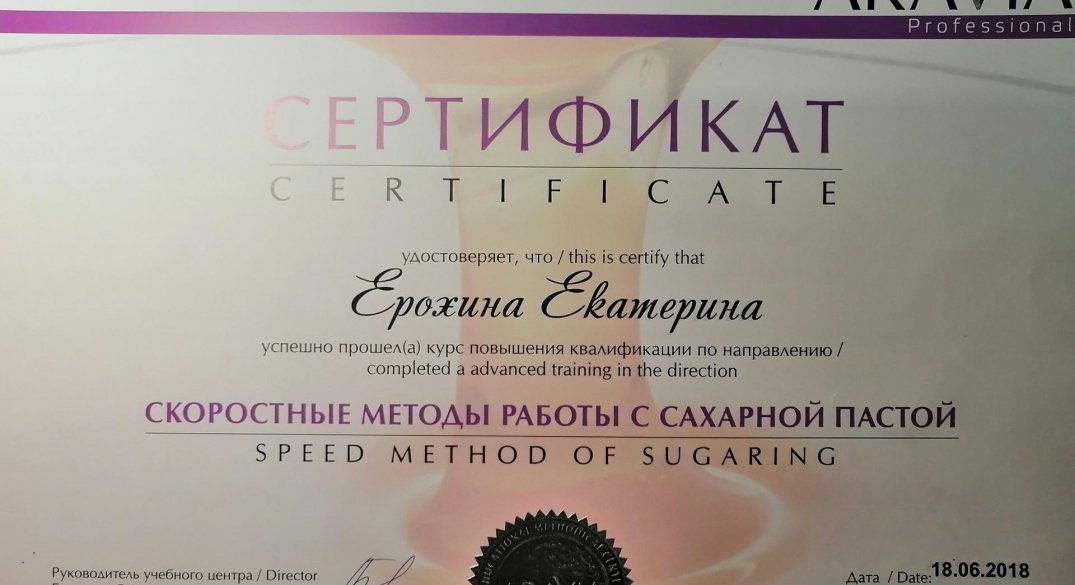 ARAVIA
Professional
СЕРТИФИКАТ
CERTIFICATE
удостоверяет, что / this is certify that
Ерохина Екатерина
успешно прошел(а) курс повышения квалификации по направлению /
completed a advanced training in the direction
СКОРОСТНЫЕ МЕТОДЫ РАБОТЫ С САХАРНОЙ ПАСТОЙ
SPEED METHOD OF SUGARING
Руководитель учебного центра / Director
Дата / Date: 18.06.2018